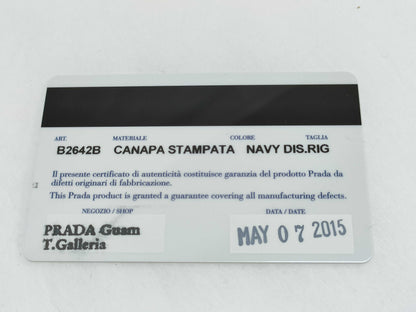 ART. MATERIALE COLORE TAGLIA
B2642B CANAPA STAMPATA NAVY DIS.RIG
Il presente certificato di autenticità costituisce garanzia del prodotto Prada da
difetti originari di fabbricazione.
This Prada product is granted a guarantee covering all manufacturing defects.
NEGOZIO / SHOP DATA / DATE
PRADA Guam MAY 07 2015
T.Galleria